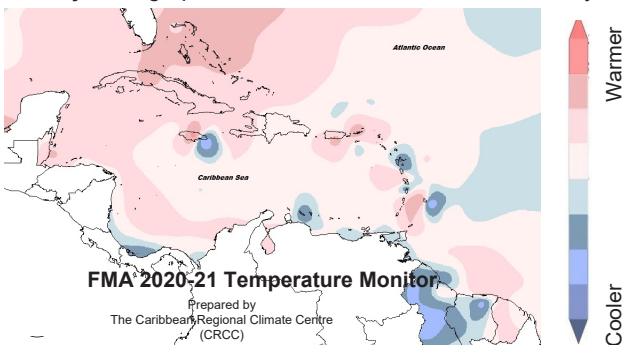 Atlantic Ocean
Caribbean Sea
FMA 2020-21 Temperature Monitor
Prepared by
The Caribbean Regional Climate Centre
(CRCC)
Warmer
Cooler